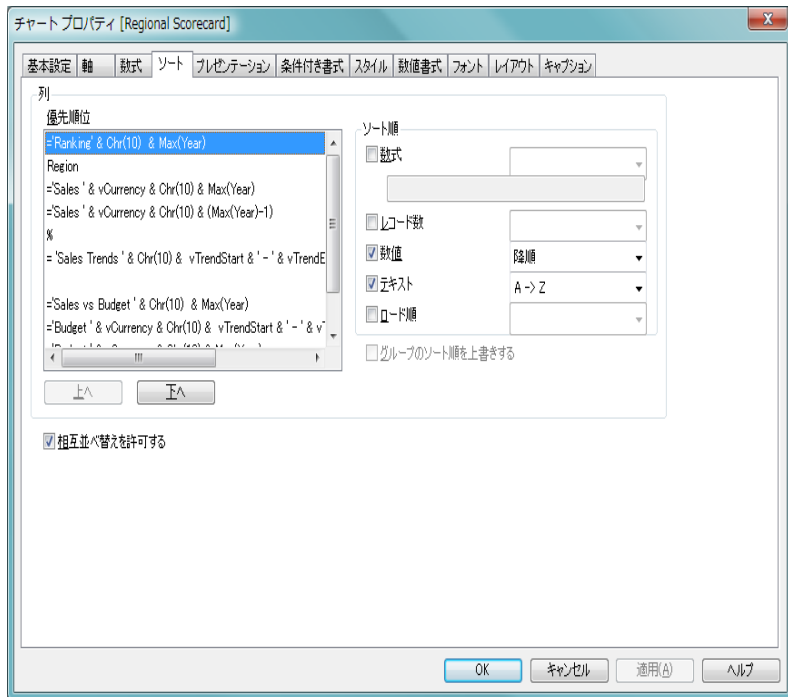 チャート プロパティ [Regional Scorecard]
基本設定 軸 数式 ソート プレゼンテーション 条件付き書式 スタイル 数値書式 フォント レイアウト キャプション
列
優先順位
='Ranking' & Chr(10) & Max(Year)
Region
='Sales ' & vCurrency & Chr(10) & Max(Year)
='Sales ' & vCurrency & Chr(10) & (Max(Year)-1)
%
= 'Sales Trends ' & Chr(10) & vTrendStart & ' - ' & vTrendE
='Sales vs Budget ' & Chr(10) & Max(Year)
='Budget ' & vCurrency & Chr(10) & vTrendStart & ' - ' & vT
上へ 下へ
ソート順
数式
レコード数
数値 降順
テキスト A -> Z
ロード順
グループのソート順を上書きする
相互並べ替えを許可する
OK キャンセル 適用(A) ヘルプ